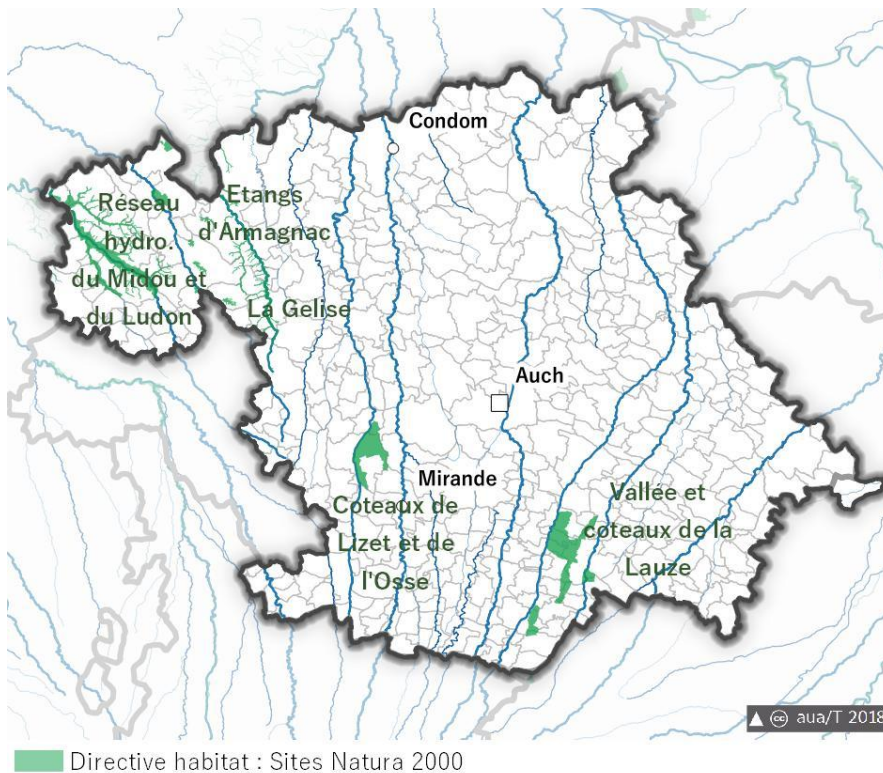 Condom
Réseau
hydro.
du Midou et
du Ludon
Etangs
d'Armagnac
La Gelise
Auch
Mirande
Coteaux de
Lizet et de
l'Osse
Vallée et
coteaux de la
Lauze
cc aua/T 2018
Directive habitat : Sites Natura 2000